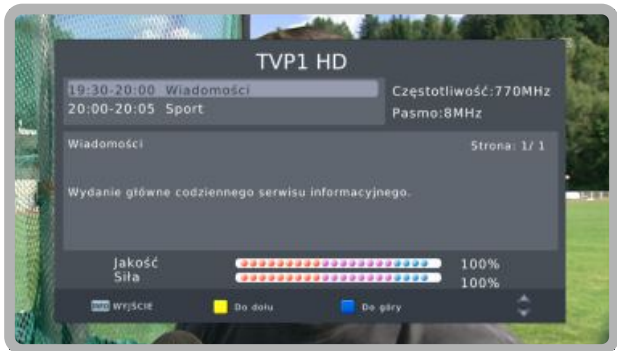 TVP1 HD
19:30-20:00 Wiadomości
20:00-20:05 Sport
Częstotliwość:770MHz
Pasmo:8MHz
Wiadomości
Strona: 1/ 1
Wydanie główne codziennego serwisu informacyjnego.
Jakość 100%
Siła 100%
INFO WYJŚCIE Do dołu Do góry